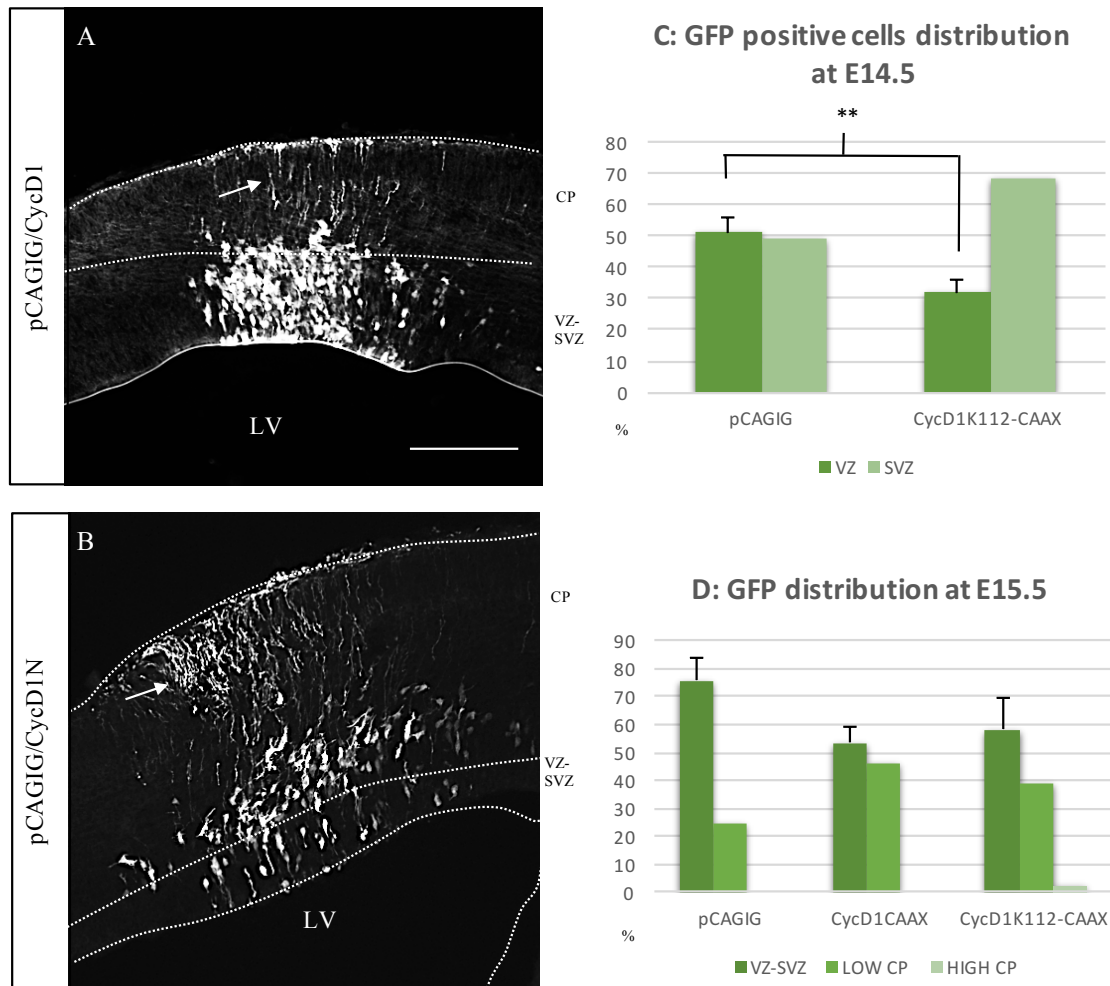 pCAGIG/CycD1
A
CP
VZ-
SVZ
LV
C: GFP positive cells distribution
at E14.5
**
80
70
60
50
40
30
20
10
0
%
pCAGIG
CycD1K112-CAAX
VZ
SVZ
pCAGIG/CycD1N
B
CP
VZ-
SVZ
LV
D: GFP distribution at E15.5
90
80
70
60
50
40
30
20
10
0
%
pCAGIG
CycD1CAAX
CycD1K112-CAAX
VZ-SVZ
LOW CP
HIGH CP